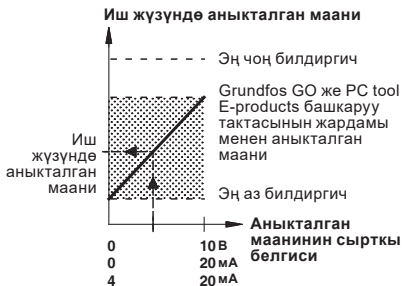 Иш жүзүндө аныкталган маани
Эң чоң билдиргич
Grundfos GO же PC tool
E-products башкаруу
тактасынын жардамы
менен аныкталган
маани
Иш
жүзүндө
аныкталган
маани
Эң аз билдиргич
Аныкталган
маанинин сырткы
белгиси
0 10 В
0 20 мА
4 20 мА